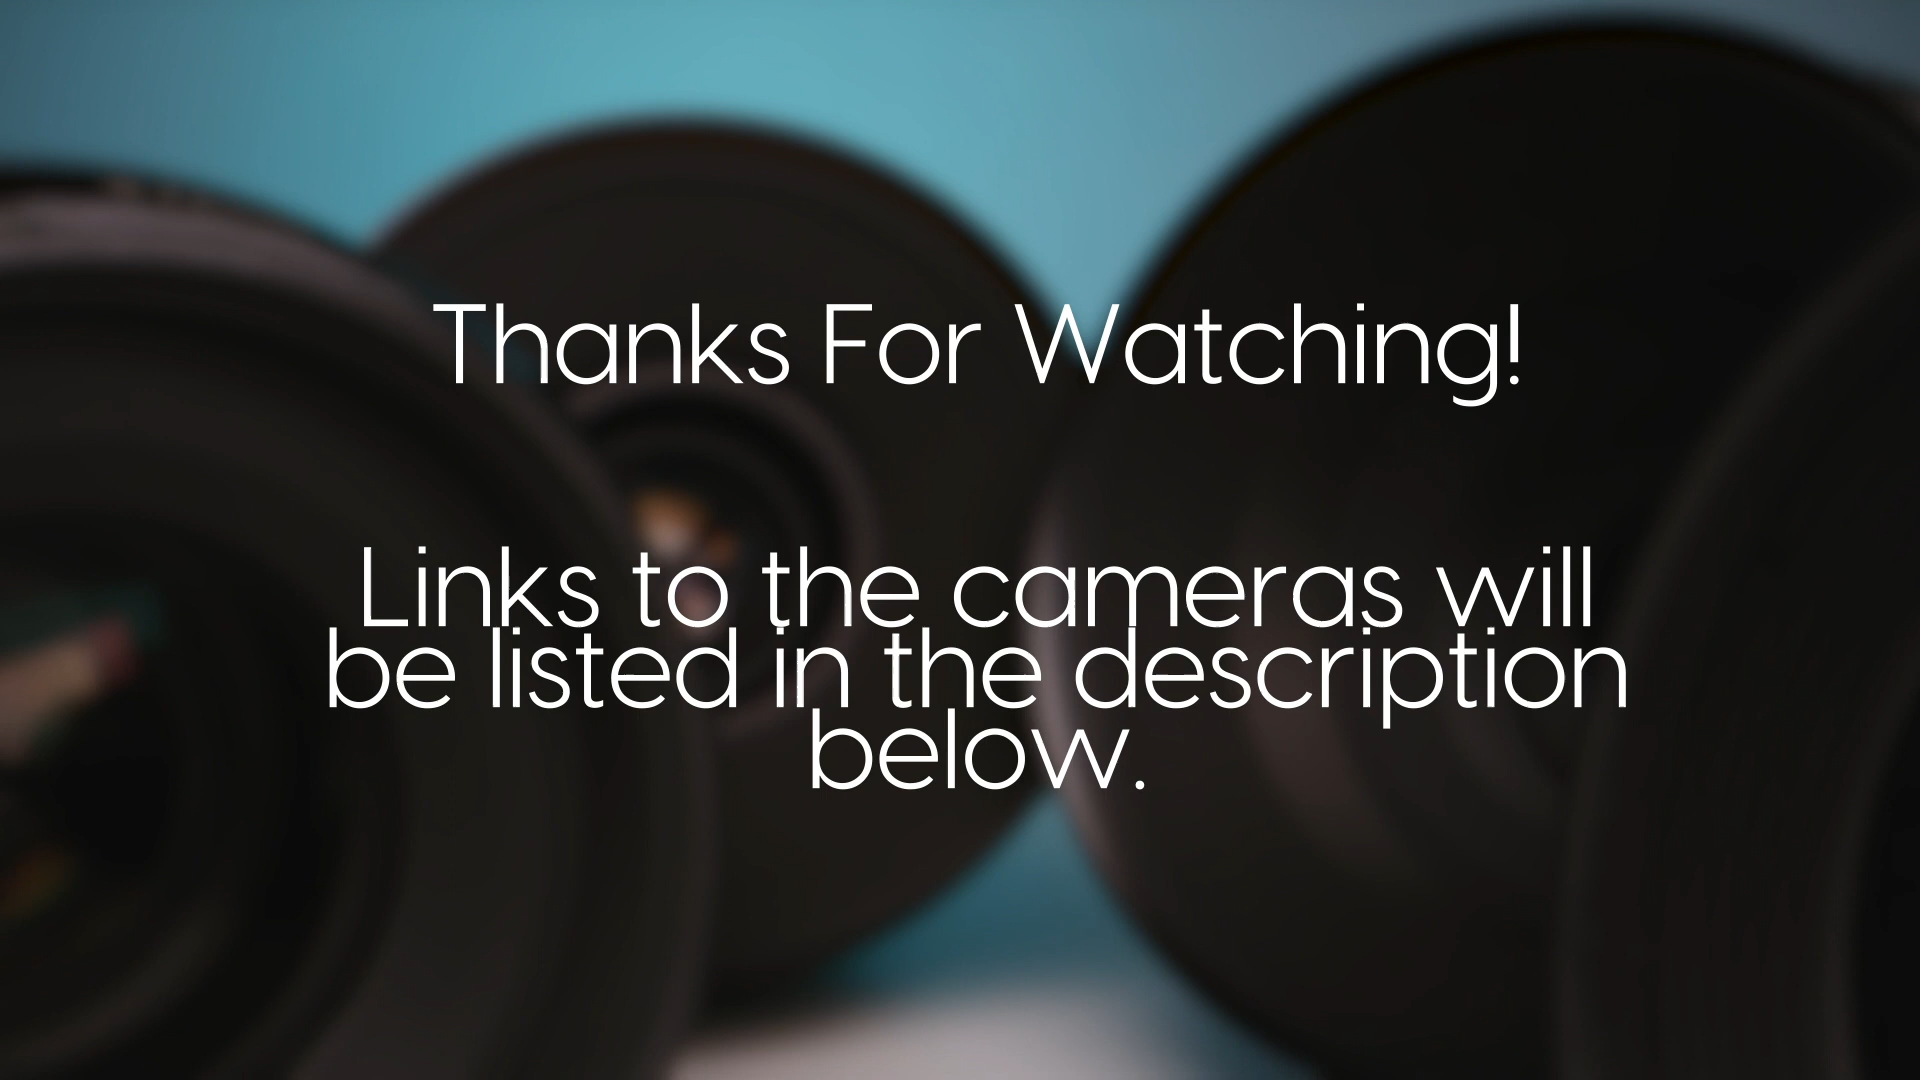 Thanks For Watching!
Links to the cameras will
be listed in the description
below.